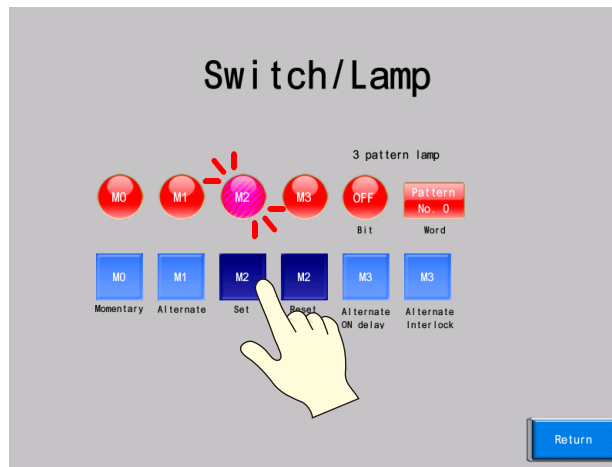 Switch/Lamp
3 pattern lamp
M0 M1 M2 M3 OFF Pattern
No. 0
Bit Word
M0 M1 M2 M2 M3 M3
Momentary Alternate Set Reset Alternate Alternate
ON delay Interlock
Return